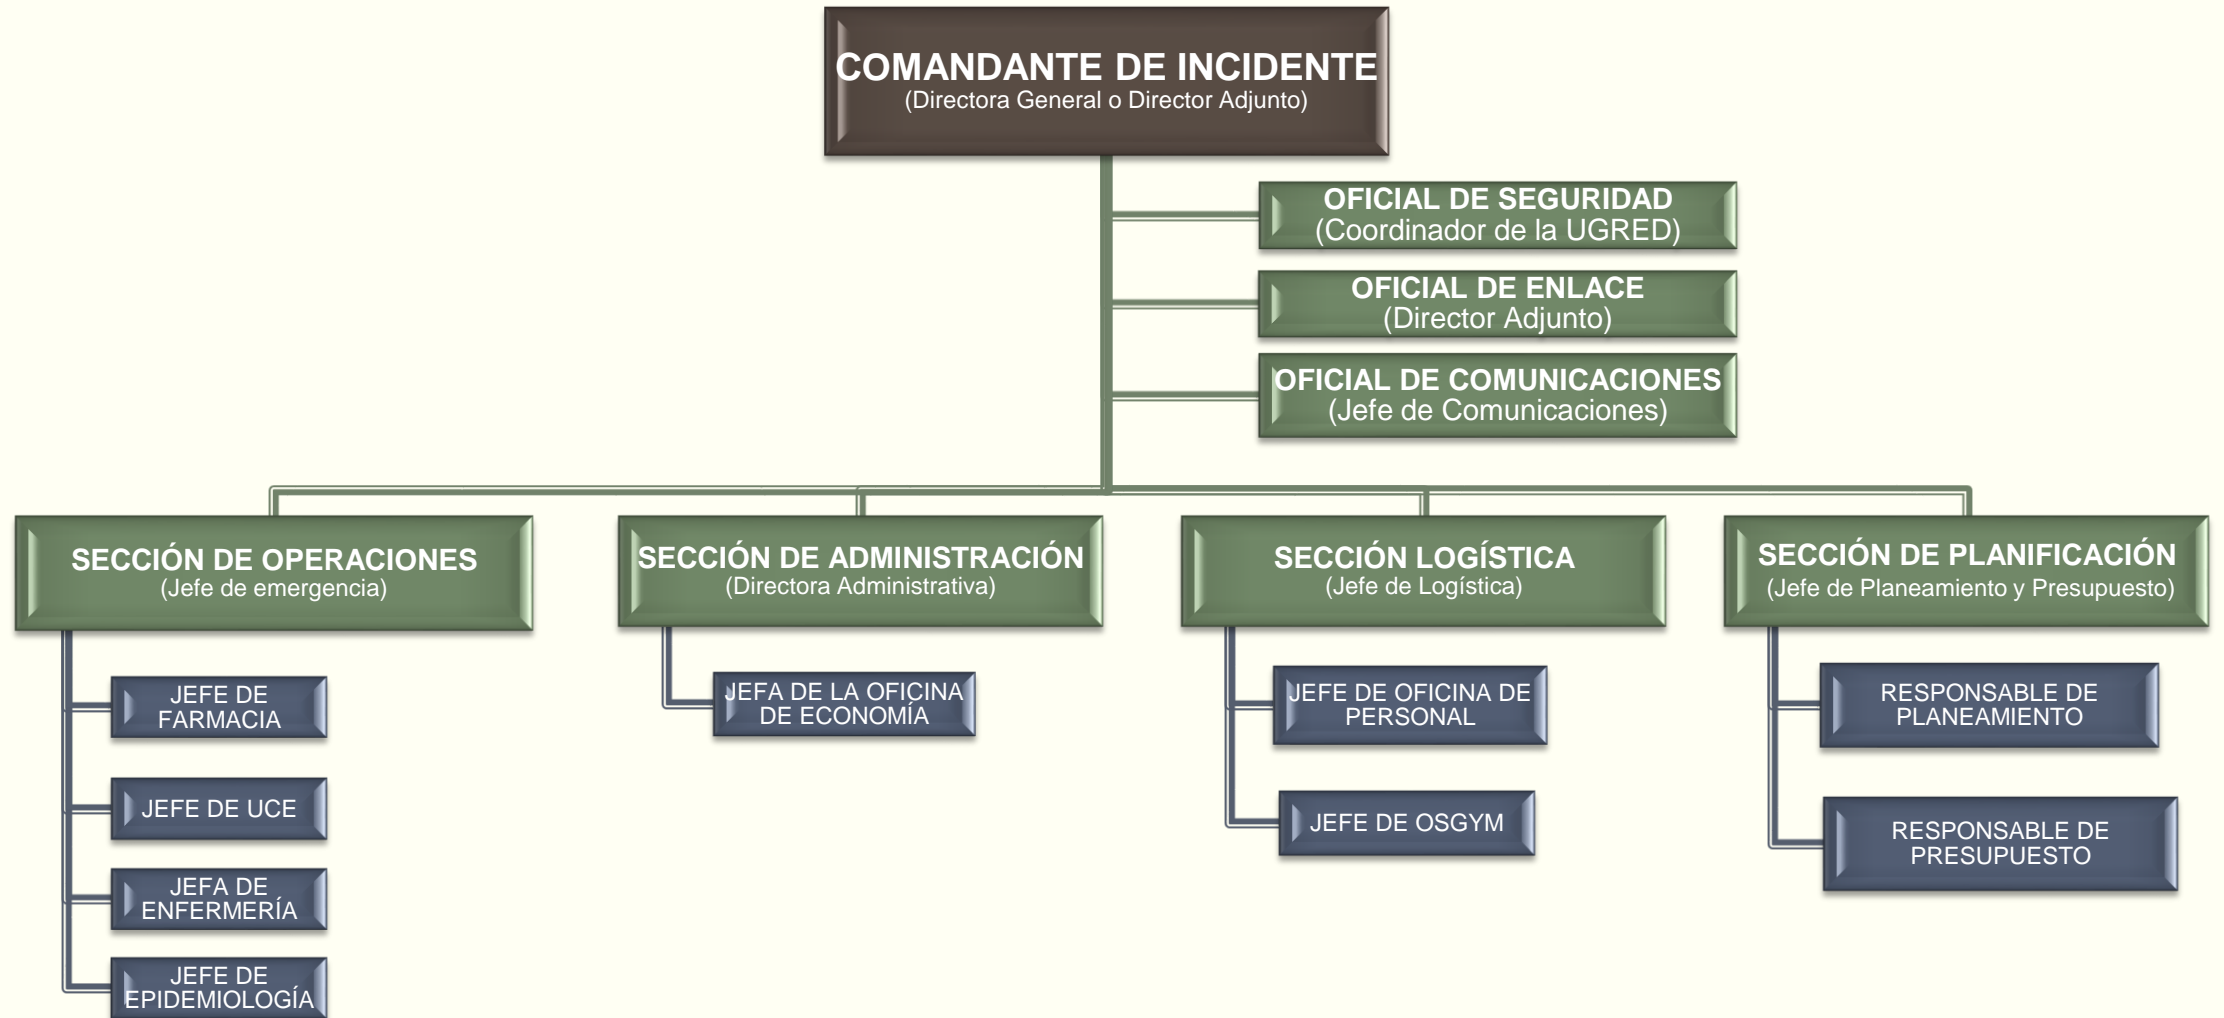 COMANDANTE DE INCIDENTE
(Directora General o Director Adjunto)
OFICIAL DE SEGURIDAD
(Coordinador de la UGRED)
OFICIAL DE ENLACE
(Director Adjunto)
OFICIAL DE COMUNICACIONES
(Jefe de Comunicaciones)
SECCIÓN DE OPERACIONES
(Jefe de emergencia)
JEFE DE
FARMACIA
JEFE DE UCE
JEFA DE
ENFERMERÍA
JEFE DE
EPIDEMIOLOGÍA
SECCIÓN DE ADMINISTRACIÓN
(Directora Administrativa)
JEFA DE LA OFICINA
DE ECONOMÍA
SECCIÓN LOGÍSTICA
(Jefe de Logística)
JEFE DE OFICINA DE
PERSONAL
JEFE DE OSGYM
SECCIÓN DE PLANIFICACIÓN
(Jefe de Planeamiento y Presupuesto)
RESPONSABLE DE
PLANEAMIENTO
RESPONSABLE DE
PRESUPUESTO